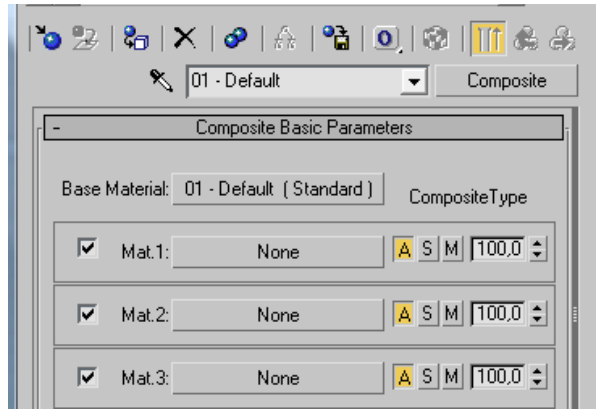 01 - Default Composite
- Composite Basic Parameters
Base Material: 01 - Default ( Standard ) CompositeType
Mat.1: None A S M 100,0
Mat.2: None A S M 100,0
Mat.3: None A S M 100,0